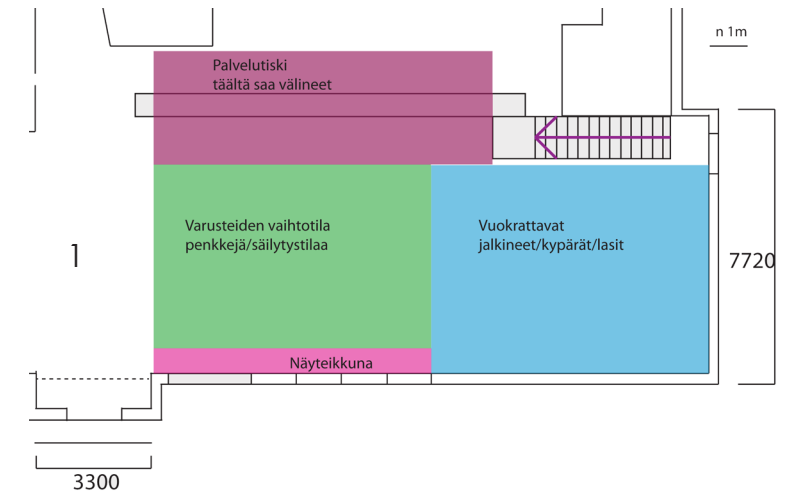 Palvelutiski
täältä saa välineet
n 1m
Varusteiden vaihtotila
penkkejä/säilytystilaa
Vuokrattavat
jalkineet/kypärät/lasit
1
7720
Näyteikkuna
3300